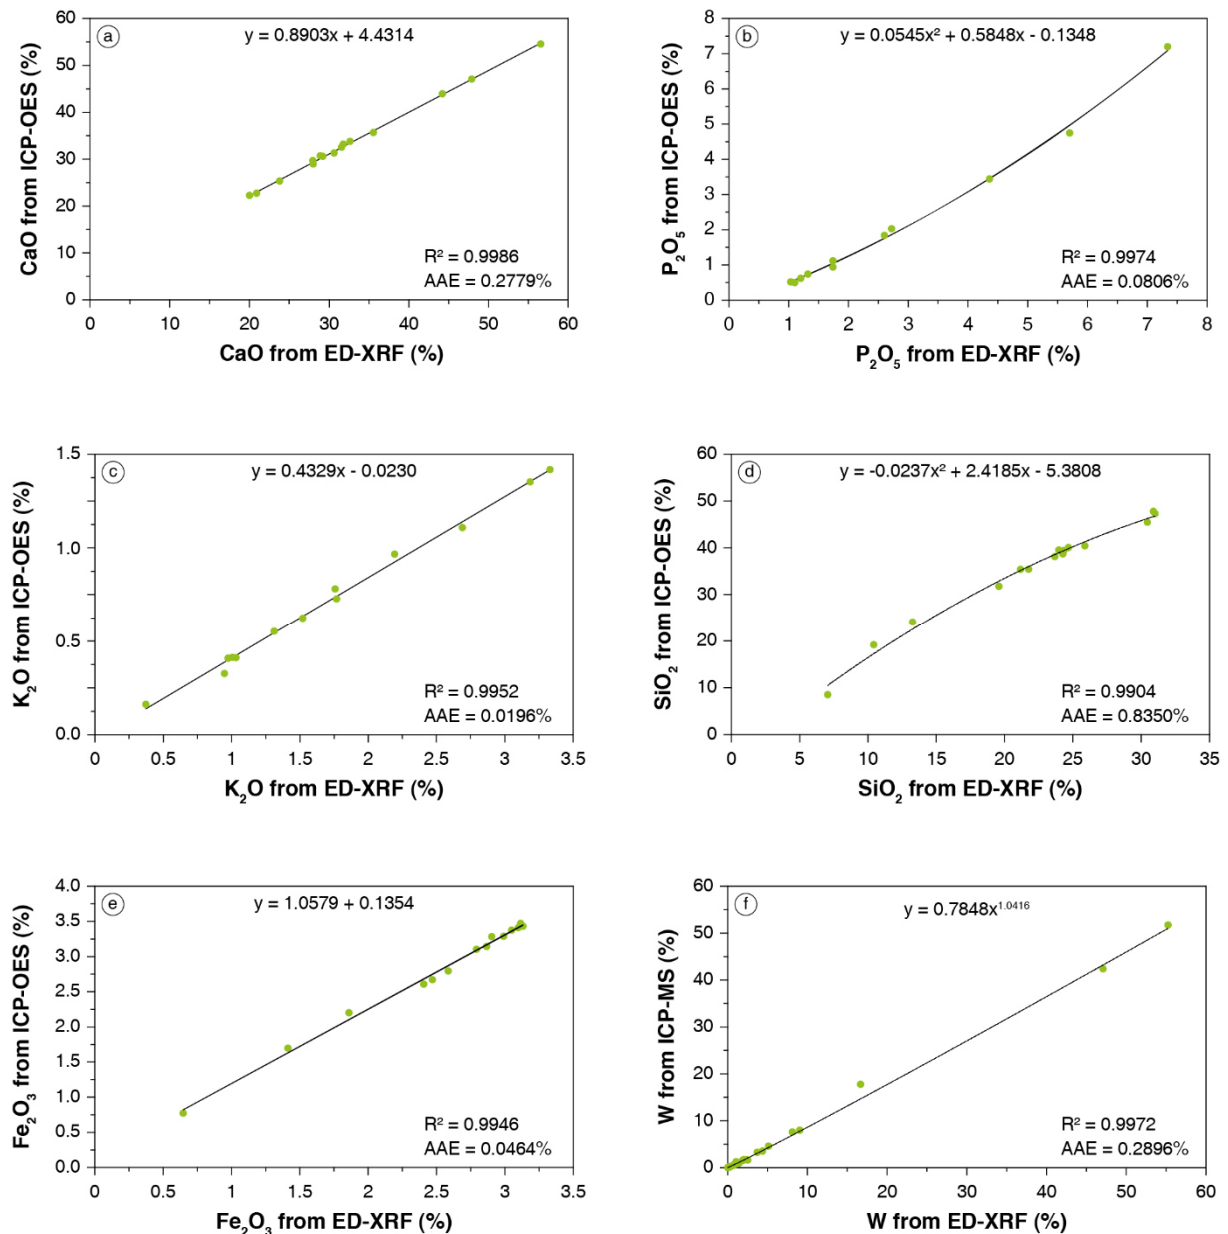 a
y = 0.8903x + 4.4314
60
50
40
30
20
10
0
CaO from ICP-OES (%)
R² = 0.9986
AAE = 0.2779%
0 10 20 30 40 50 60
CaO from ED-XRF (%)
b
y = 0.0545x² + 0.5848x - 0.1348
8
7
6
5
4
3
2
1
0
P₂O₅ from ICP-OES (%)
R² = 0.9974
AAE = 0.0806%
0 1 2 3 4 5 6 7 8
P₂O₅ from ED-XRF (%)
c
y = 0.4329x - 0.0230
1.5
1.0
0.5
0.0
K₂O from ICP-OES (%)
R² = 0.9952
AAE = 0.0196%
0 0.5 1 1.5 2 2.5 3 3.5
K₂O from ED-XRF (%)
d
y = -0.0237x² + 2.4185x - 5.3808
60
50
40
30
20
10
0
SiO₂ from ICP-OES (%)
R² = 0.9904
AAE = 0.8350%
0 5 10 15 20 25 30 35
SiO₂ from ED-XRF (%)
e
y = 1.0579 + 0.1354
4.0
3.5
3.0
2.5
2.0
1.5
1.0
0.5
0.0
Fe₂O₃ from ICP-OES (%)
R² = 0.9946
AAE = 0.0464%
0 0.5 1 1.5 2 2.5 3 3.5
Fe₂O₃ from ED-XRF (%)
f
y = 0.7848x¹·⁰⁴¹⁶
60
50
40
30
20
10
0
W from ICP-MS (%)
R² = 0.9972
AAE = 0.2896%
0 10 20 30 40 50 60
W from ED-XRF (%)